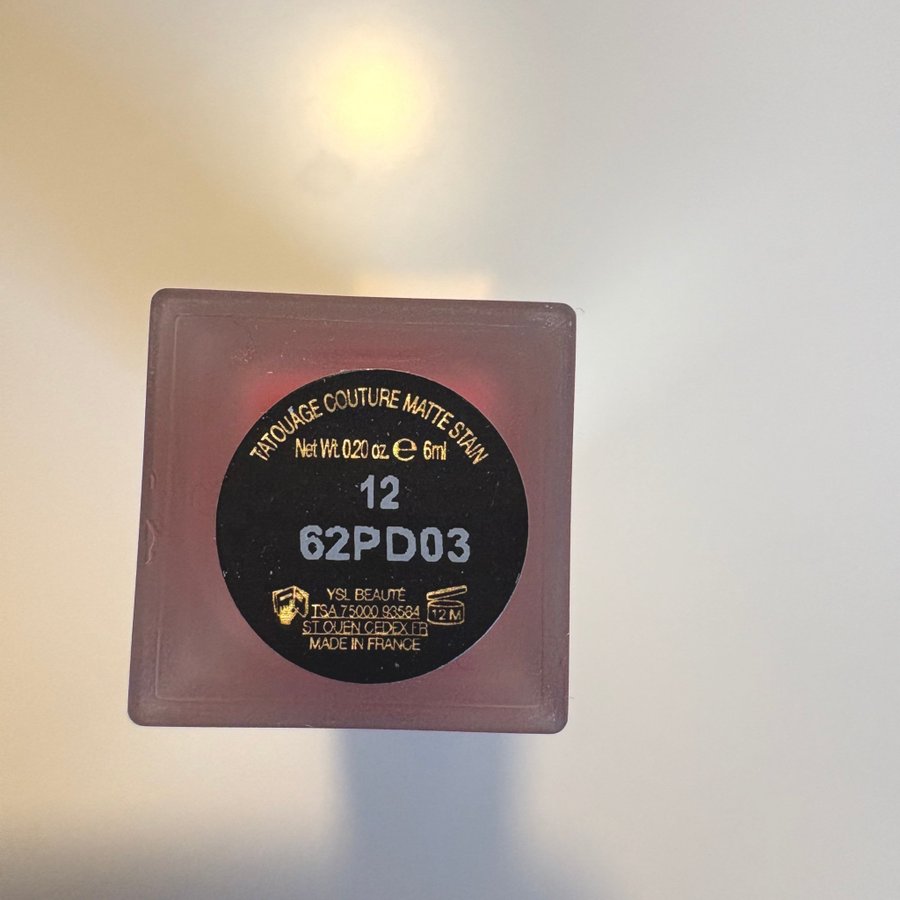 TATOUAGE COUTURE MATTE STAIN
Net Wt. 0.20 oz. ℮ 6ml
12
62PD03
YSL BEAUTÉ
TSA 75000 93584
ST OUEN CEDEX FR
12 M
MADE IN FRANCE